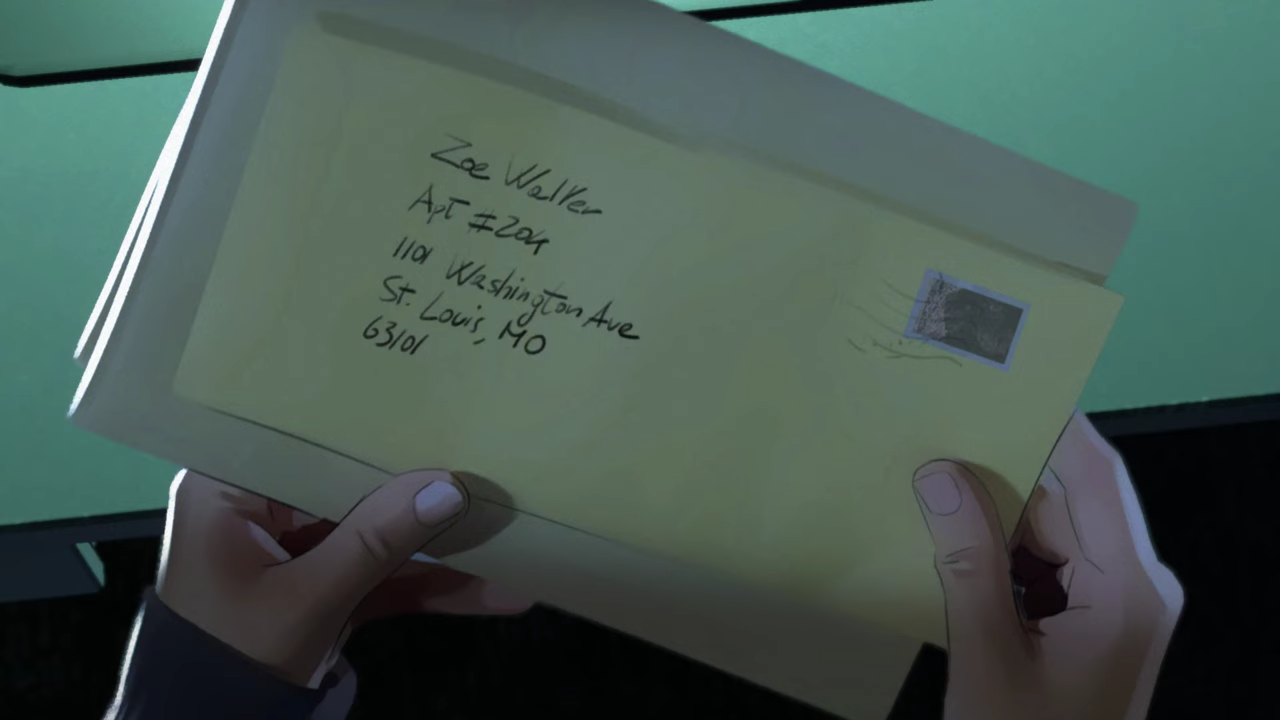 Zoe Walker
Apt #204
1101 Washington Ave
St. Louis, MO
63101